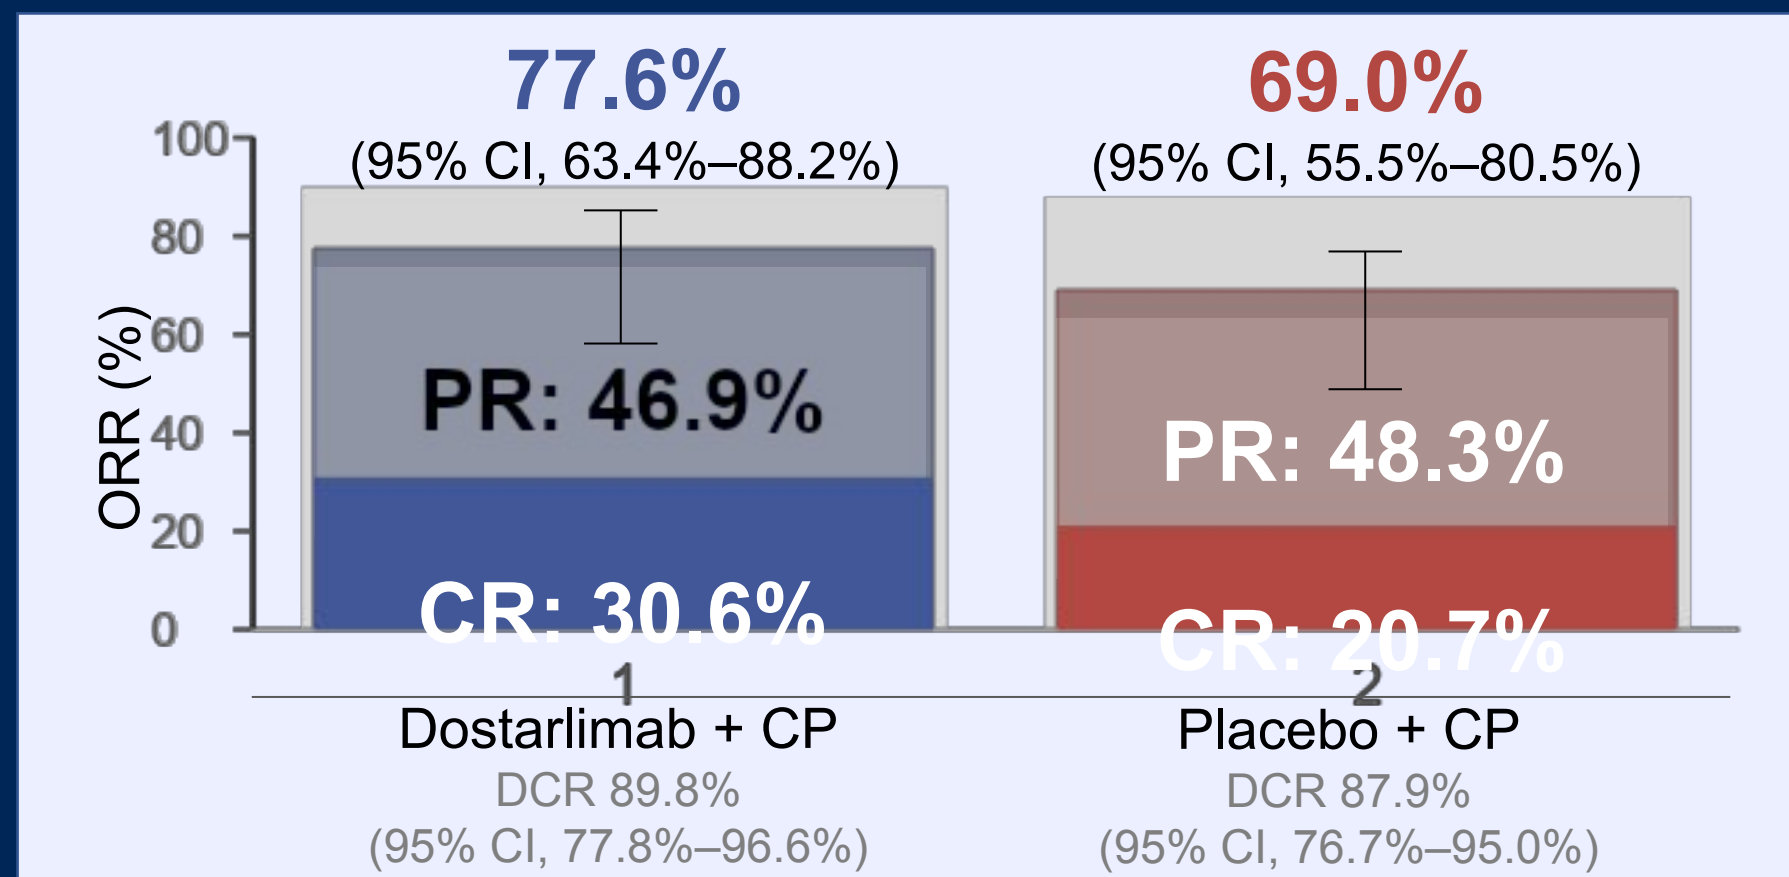 77.6%
(95% CI, 63.4%–88.2%)
69.0%
(95% CI, 55.5%–80.5%)
ORR (%)
100
80
60
40
20
0
PR: 46.9%
CR: 30.6%
PR: 48.3%
CR: 20.7%
1
2
Dostarlimab + CP
DCR 89.8%
(95% CI, 77.8%–96.6%)
Placebo + CP
DCR 87.9%
(95% CI, 76.7%–95.0%)